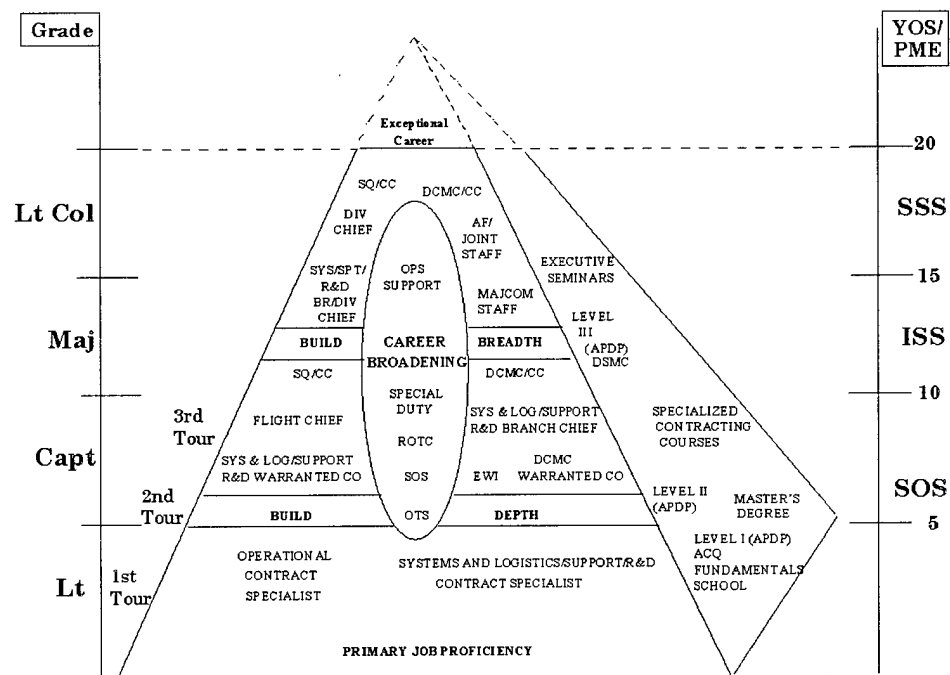 Grade
YOS/
PME
Exceptional
Career
20
SQ/CC
DCMC/CC
Lt Col
SSS
DIV
CHIEF
AF/
JOINT
STAFF
EXECUTIVE
SEMINARS
SYS/SPT/
R&D
BR/DIV
CHIEF
OPS
SUPPORT
15
MAJCOM
STAFF
LEVEL
III
(APDP)
DSMC
Maj
ISS
BUILD
CAREER
BROADENING
BREADTH
SQ/CC
DCMC/CC
10
3rd
Tour
FLIGHT CHIEF
SPECIAL
DUTY
SYS & LOG/SUPPORT
R&D BRANCH CHIEF
SPECIALIZED
CONTRACTING
COURSES
ROTC
Capt
SYS & LOG/SUPPORT
R&D WARRANTED CO
SOS
EWI
DCMC
WARRANTED CO
SOS
2nd
Tour
LEVEL II
(APDP)
MASTER'S
DEGREE
BUILD
OTS
DEPTH
5
LEVEL I (APDP)
ACQ
FUNDAMENTALS
SCHOOL
OPERATIONAL
CONTRACT
SPECIALIST
SYSTEMS AND LOGISTICS/SUPPORT/R&D
CONTRACT SPECIALIST
Lt
1st
Tour
PRIMARY JOB PROFICIENCY